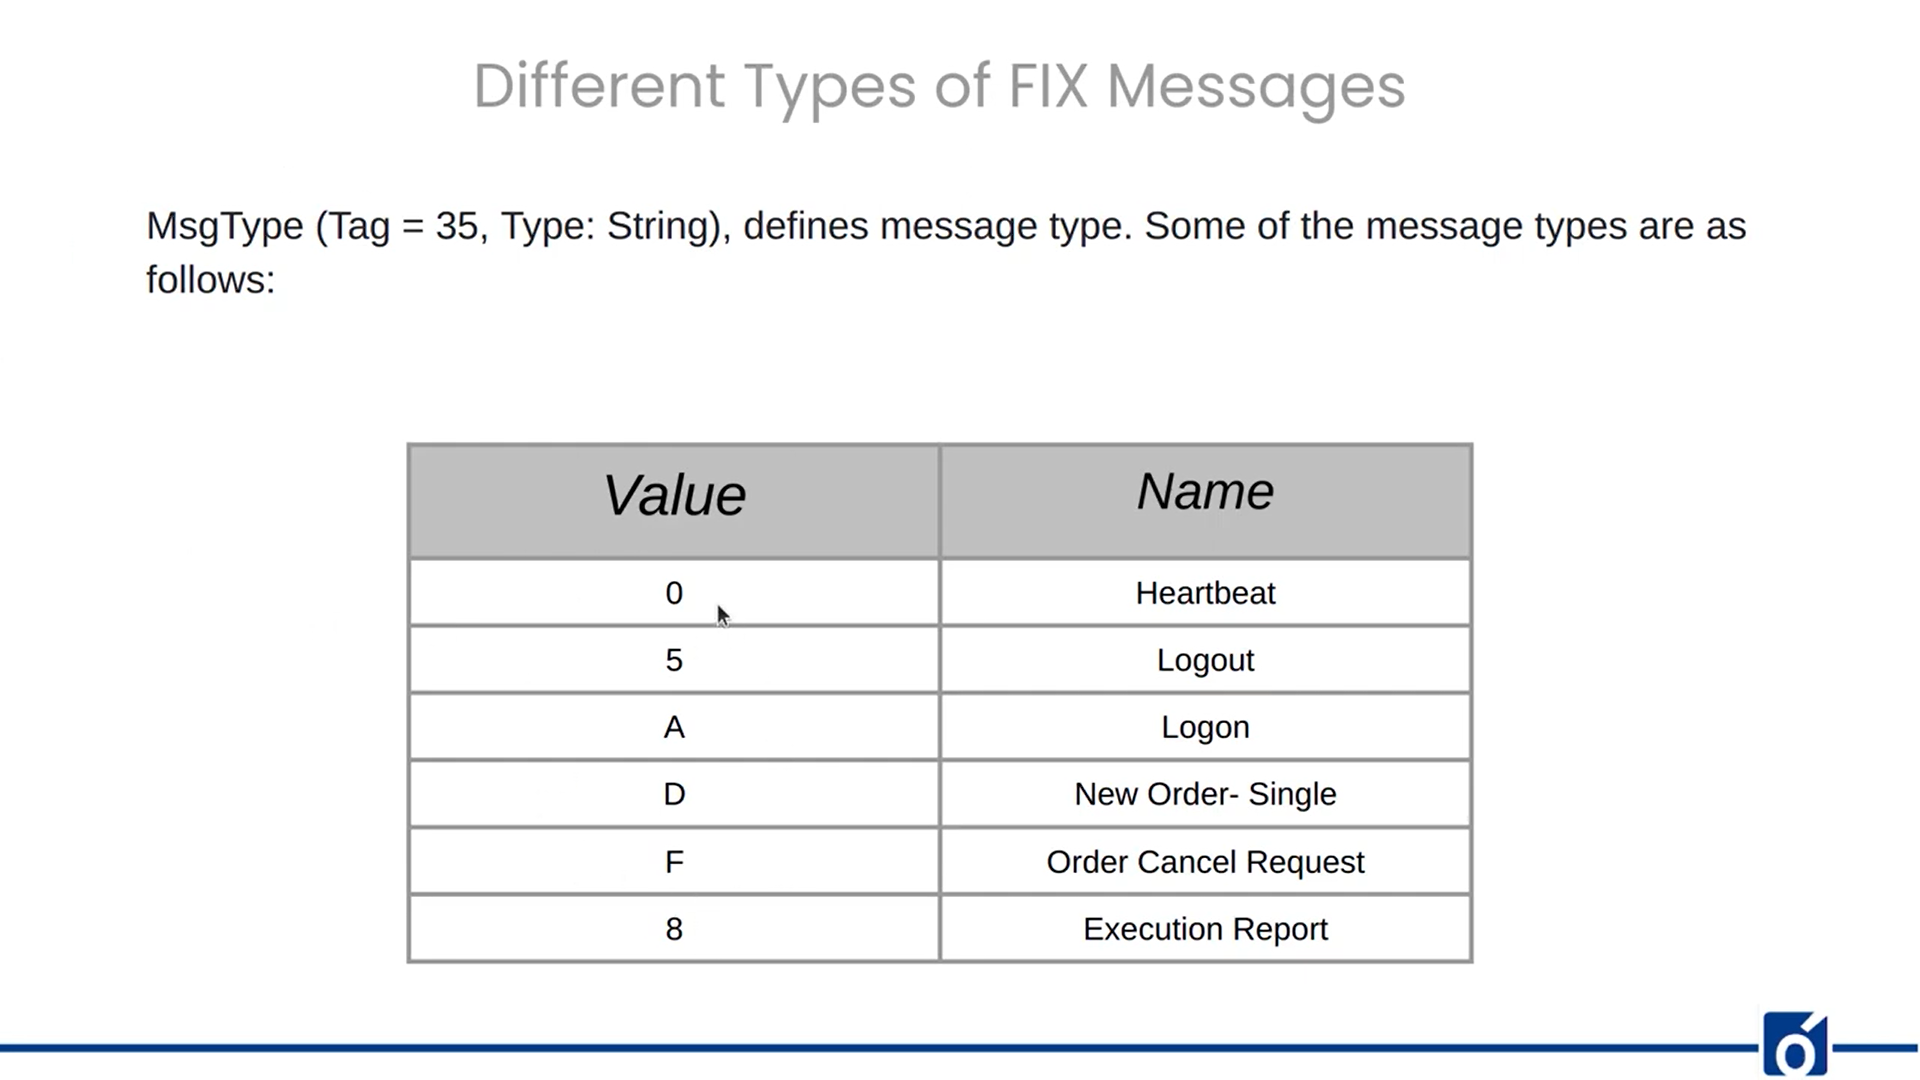 Different Types of FIX Messages
MsgType (Tag = 35, Type: String), defines message type. Some of the message types are as
follows:
Value Name
0 Heartbeat
5 Logout
A Logon
D New Order- Single
F Order Cancel Request
8 Execution Report
ó